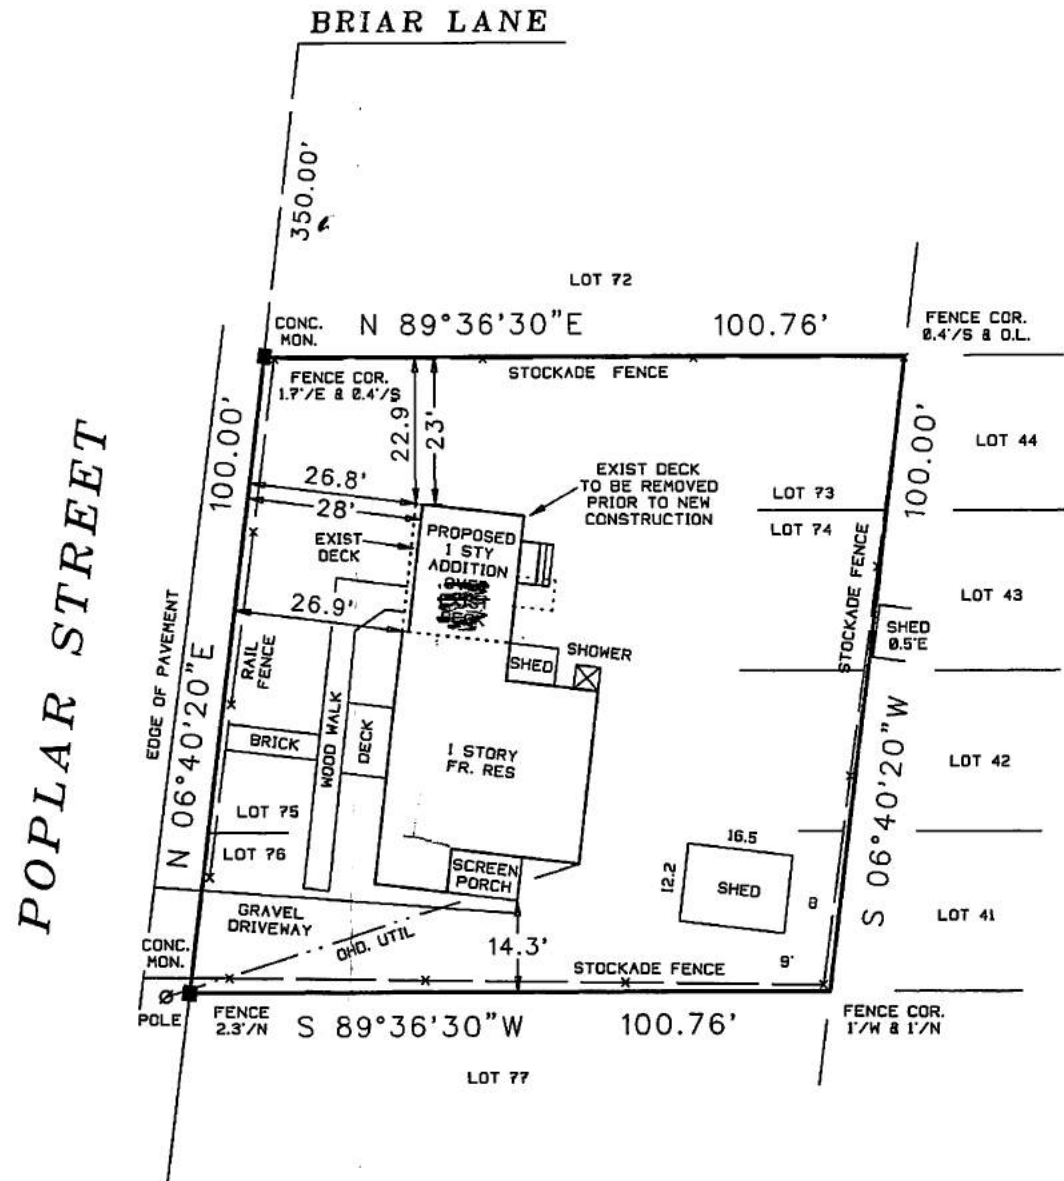 BRIAR LANE
350.00'
LOT 72
CONC.
MON.
N 89°36'30"E
100.76'
FENCE COR.
0.4'/S & O.L.
FENCE COR.
1.7'/E & 0.4'/S
STOCKADE FENCE
100.00'
22.9
23'
100.00'
LOT 44
26.8'
28'
EXIST DECK
TO BE REMOVED
PRIOR TO NEW
CONSTRUCTION
LOT 73
LOT 74
EXIST
DECK
PROPOSED
1 STY
ADDITION
STOCKADE FENCE
LOT 43
26.9'
SHED
0.5'E
POPLAR STREET
EDGE OF PAVEMENT
N 06°40'20"E
RAIL
FENCE
SHED
SHOWER
BRICK
WOOD WALK
DECK
1 STORY
FR. RES
S 06°40'20"W
LOT 42
LOT 75
LOT 76
SCREEN
PORCH
16.5
12.2
SHED
8
LOT 41
GRAVEL
DRIVEWAY
OHD. UTIL
14.3'
9'
CONC.
MON.
STOCKADE FENCE
POLE
FENCE
2.3'/N
S 89°36'30"W
100.76'
FENCE COR.
1'/W & 1'/N
LOT 77